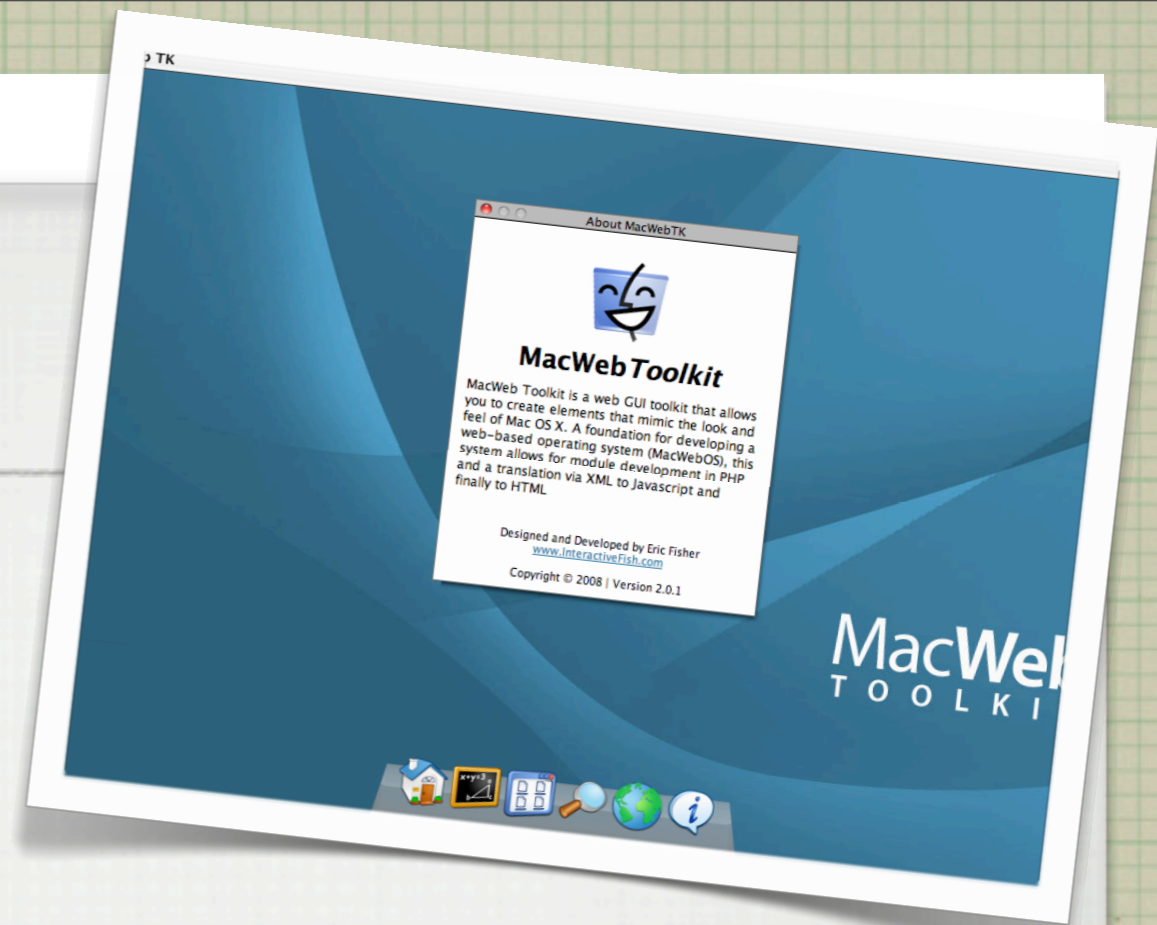 TK
About MacWebTK
MacWebToolkit
MacWeb Toolkit is a web GUI toolkit that allows
you to create elements that mimic the look and
feel of Mac OS X. A foundation for developing a
web-based operating system (MacWebOS), this
system allows for module development in PHP
and a translation via XML to Javascript and
finally to HTML
Designed and Developed by Eric Fisher
www.InteractiveFish.com
Copyright © 2008 | Version 2.0.1
MacWeb
TOOLKI
x+y=3